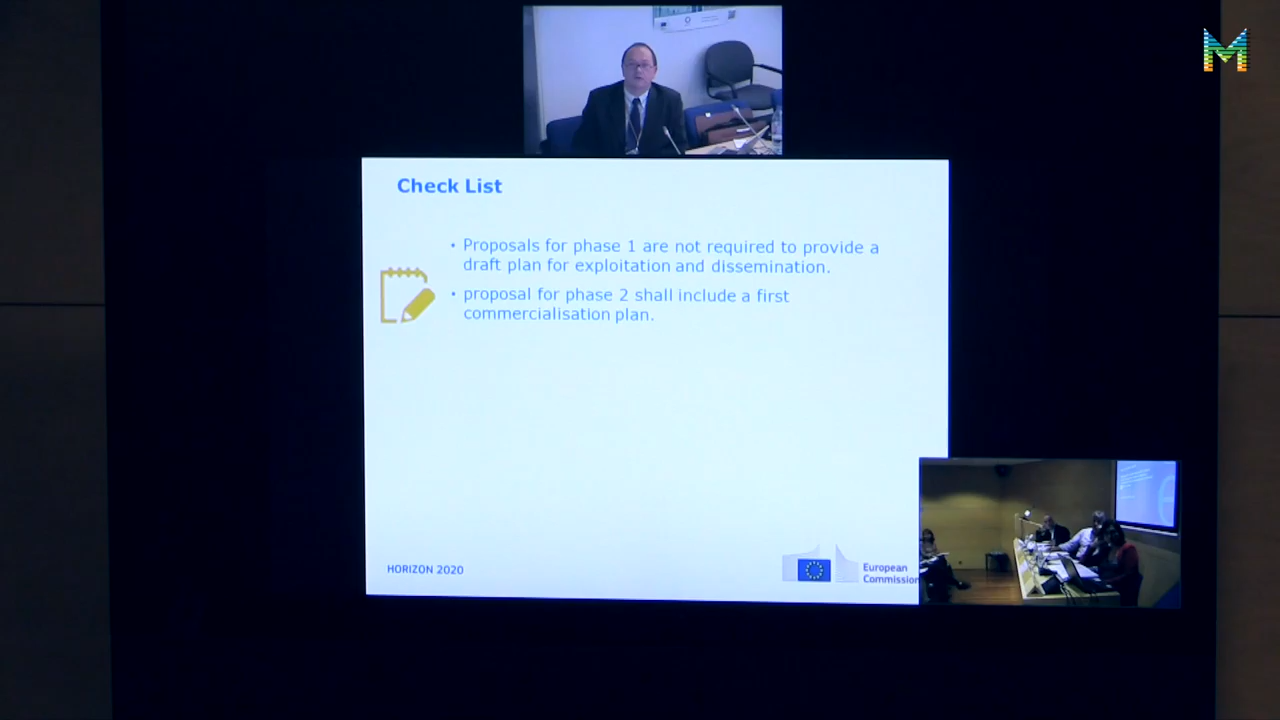 Check List
• Proposals for phase 1 are not required to provide a
draft plan for exploitation and dissemination.
• proposal for phase 2 shall include a first
commercialisation plan.
HORIZON 2020
European
Commission
M